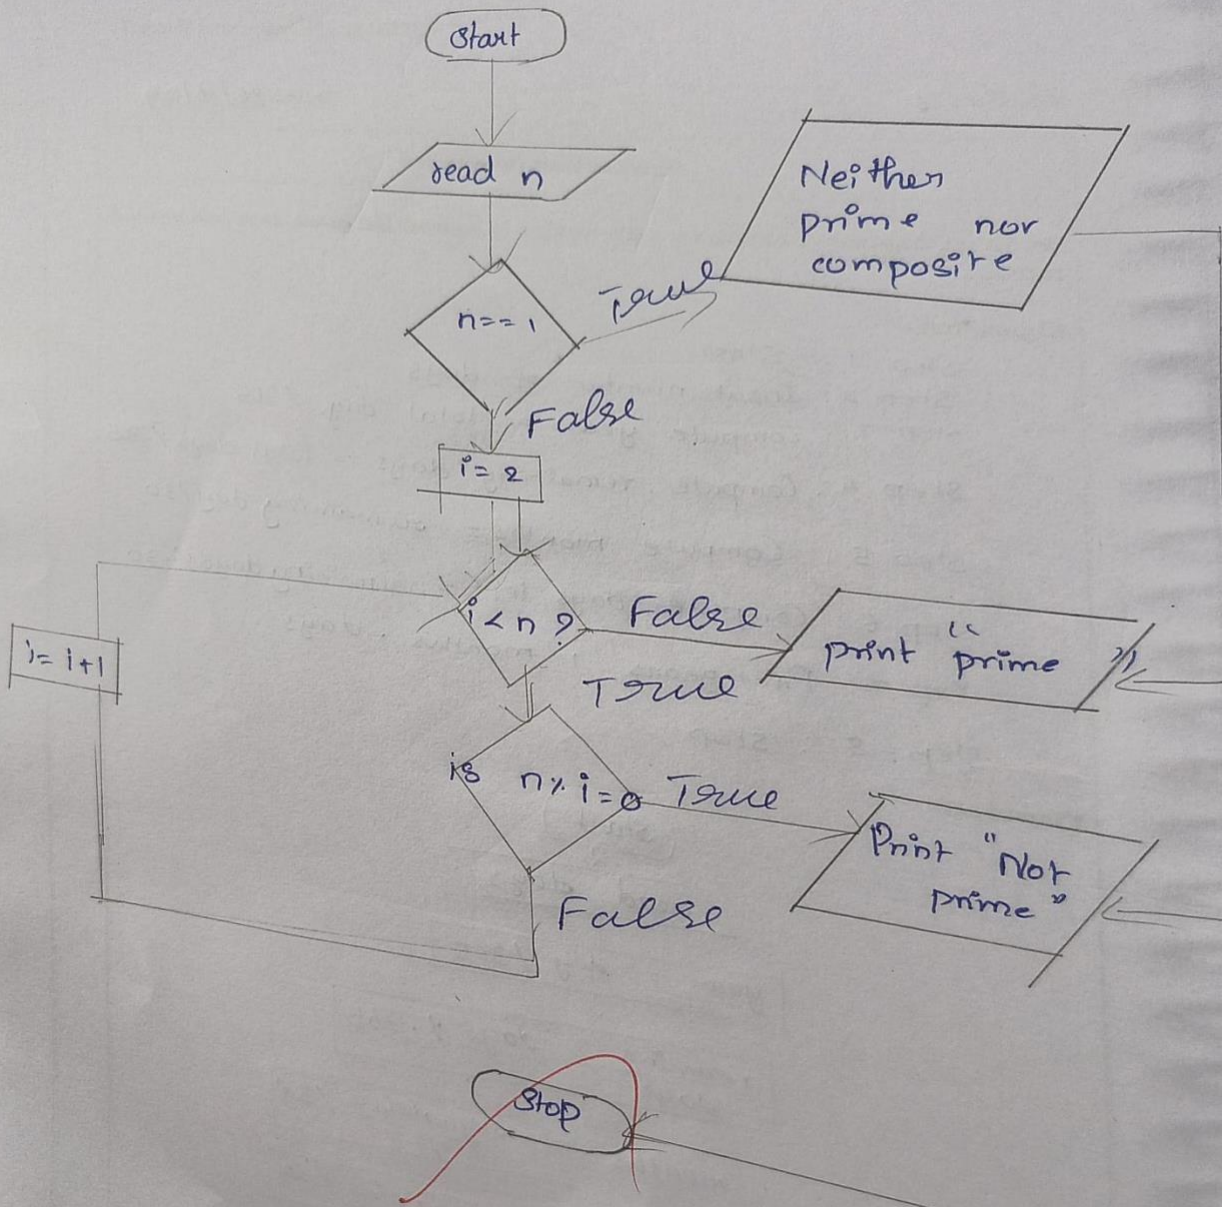 Start
read n
Neither
prime nor
composite
n==1
True
False
i=2
i<n?
False
print "prime"
i=i+1
True
is n%i=0
True
Print "Not
prime"
False
Stop